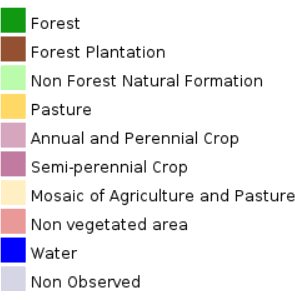 Forest
Forest Plantation
Non Forest Natural Formation
Pasture
Annual and Perennial Crop
Semi-perennial Crop
Mosaic of Agriculture and Pasture
Non vegetated area
Water
Non Observed